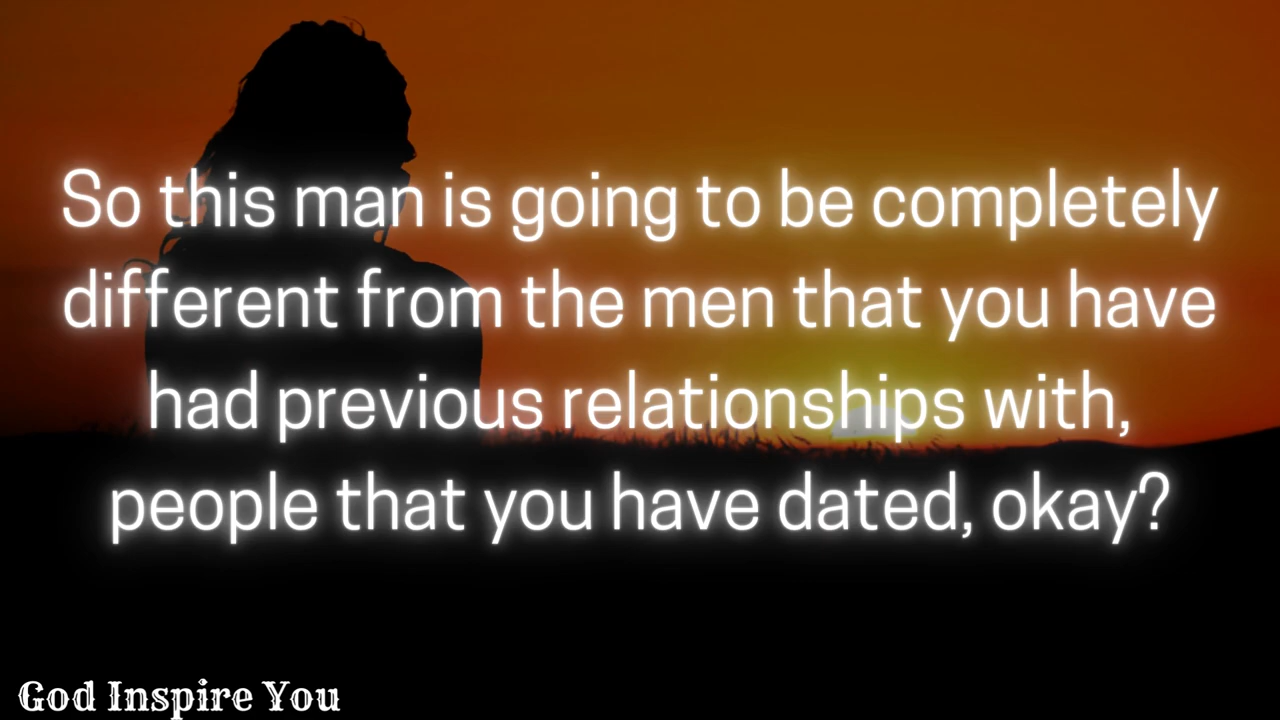 So this man is going to be completely
different from the men that you have
had previous relationships with,
people that you have dated, okay?
God Inspire You